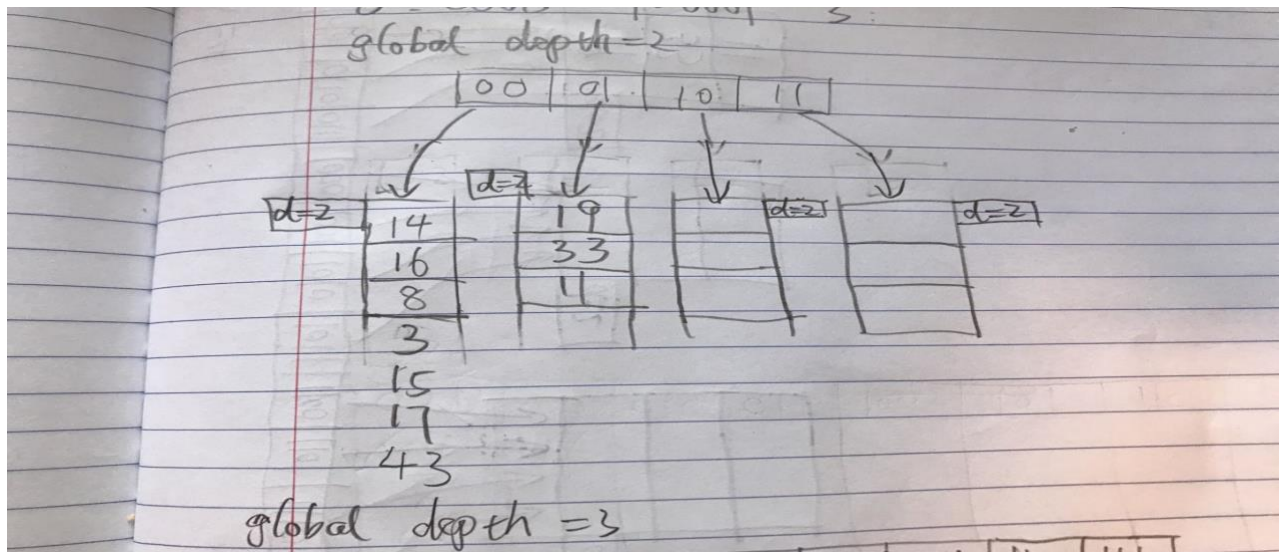 global depth=2
00 01 10 11
d=2 14 d=2 19 d=2 d=2
16 33
8 11
3
15
17
43
global depth =3